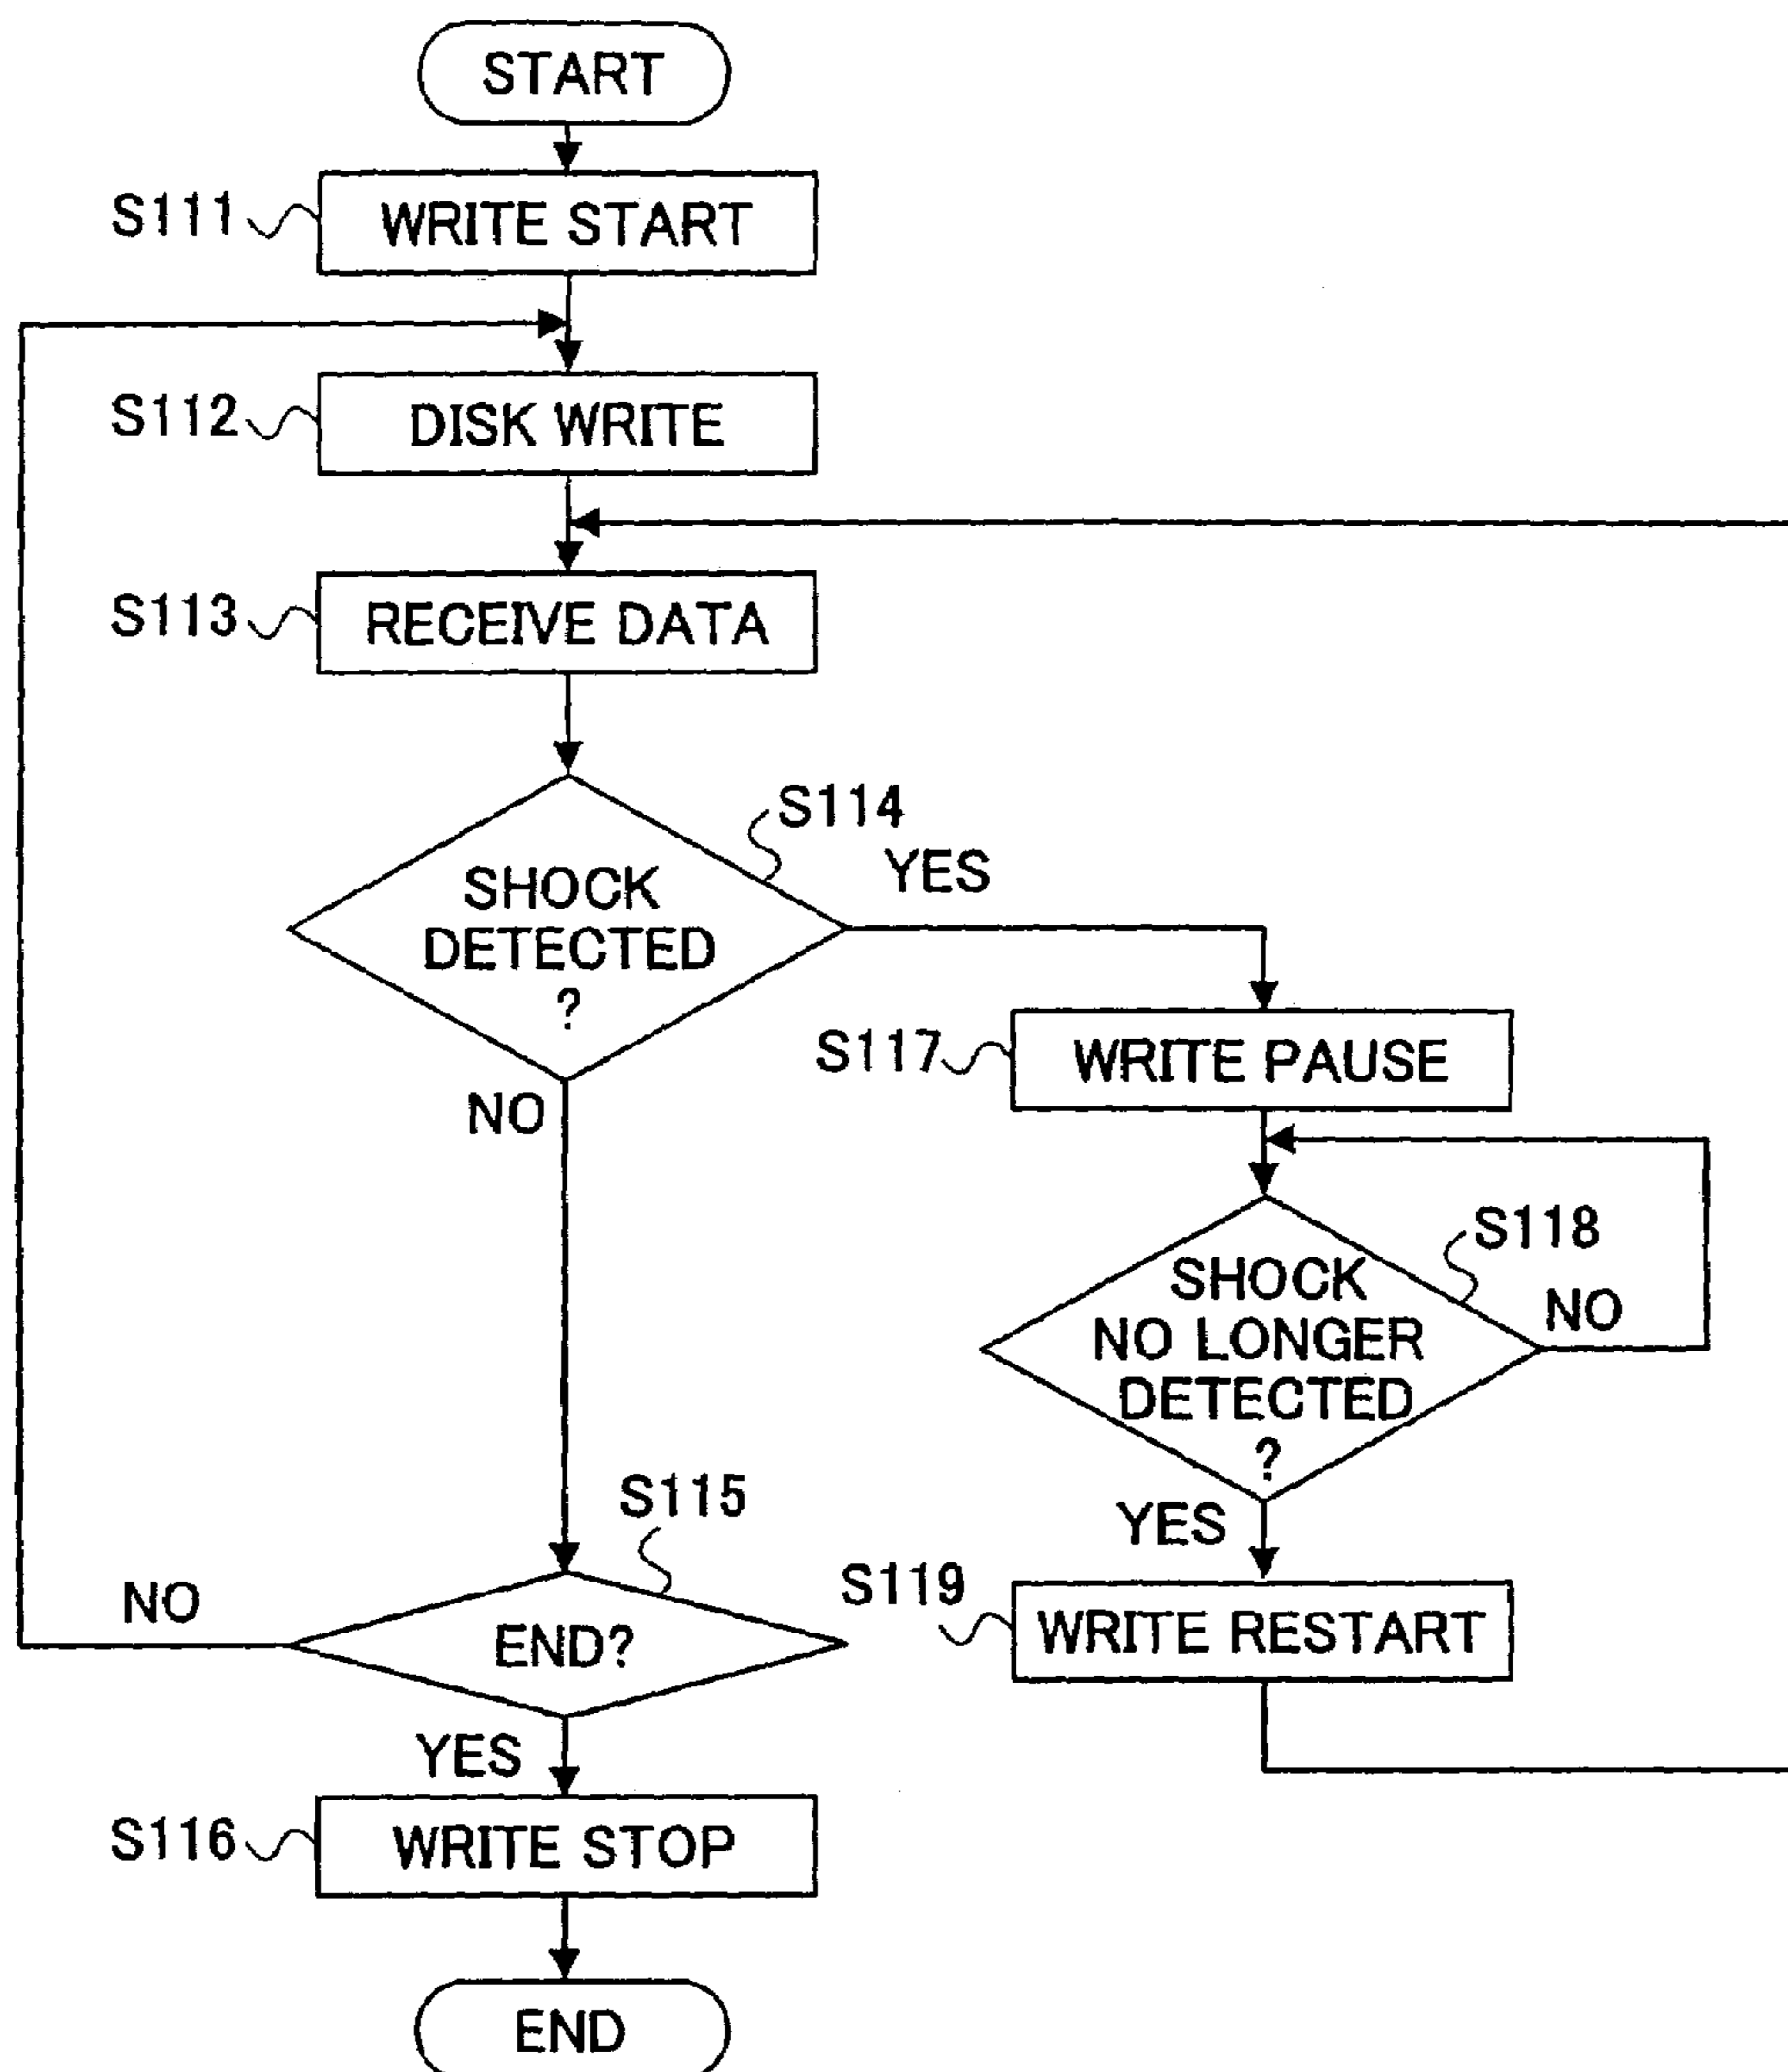 START
S111
WRITE START
S112
DISK WRITE
S113
RECEIVE DATA
S114
SHOCK
DETECTED
?
YES
NO
S117
WRITE PAUSE
S118
SHOCK
NO LONGER
DETECTED
?
NO
YES
S115
END?
NO
YES
S119
WRITE RESTART
S116
WRITE STOP
END